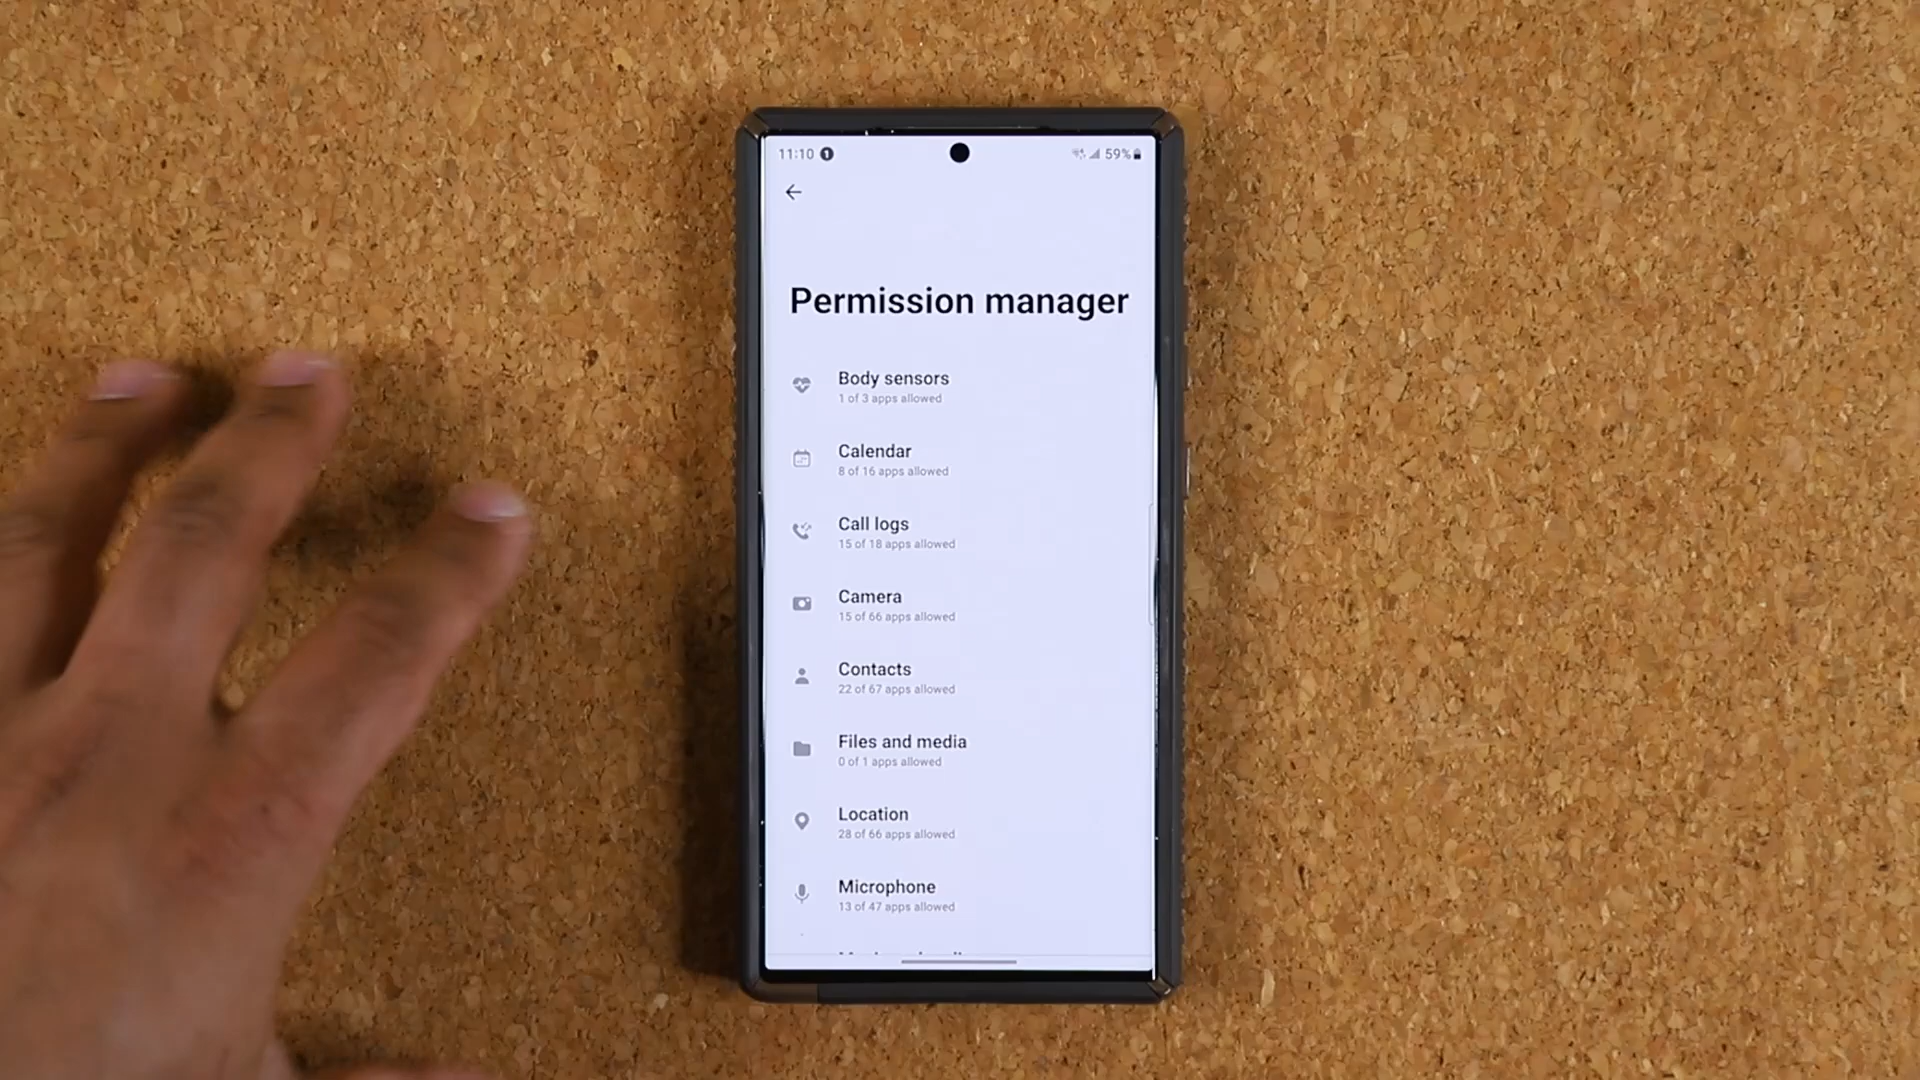 11:10 1 59%
Permission manager
Body sensors
1 of 3 apps allowed
Calendar
8 of 16 apps allowed
Call logs
15 of 18 apps allowed
Camera
15 of 66 apps allowed
Contacts
22 of 67 apps allowed
Files and media
0 of 1 apps allowed
Location
28 of 66 apps allowed
Microphone
13 of 47 apps allowed